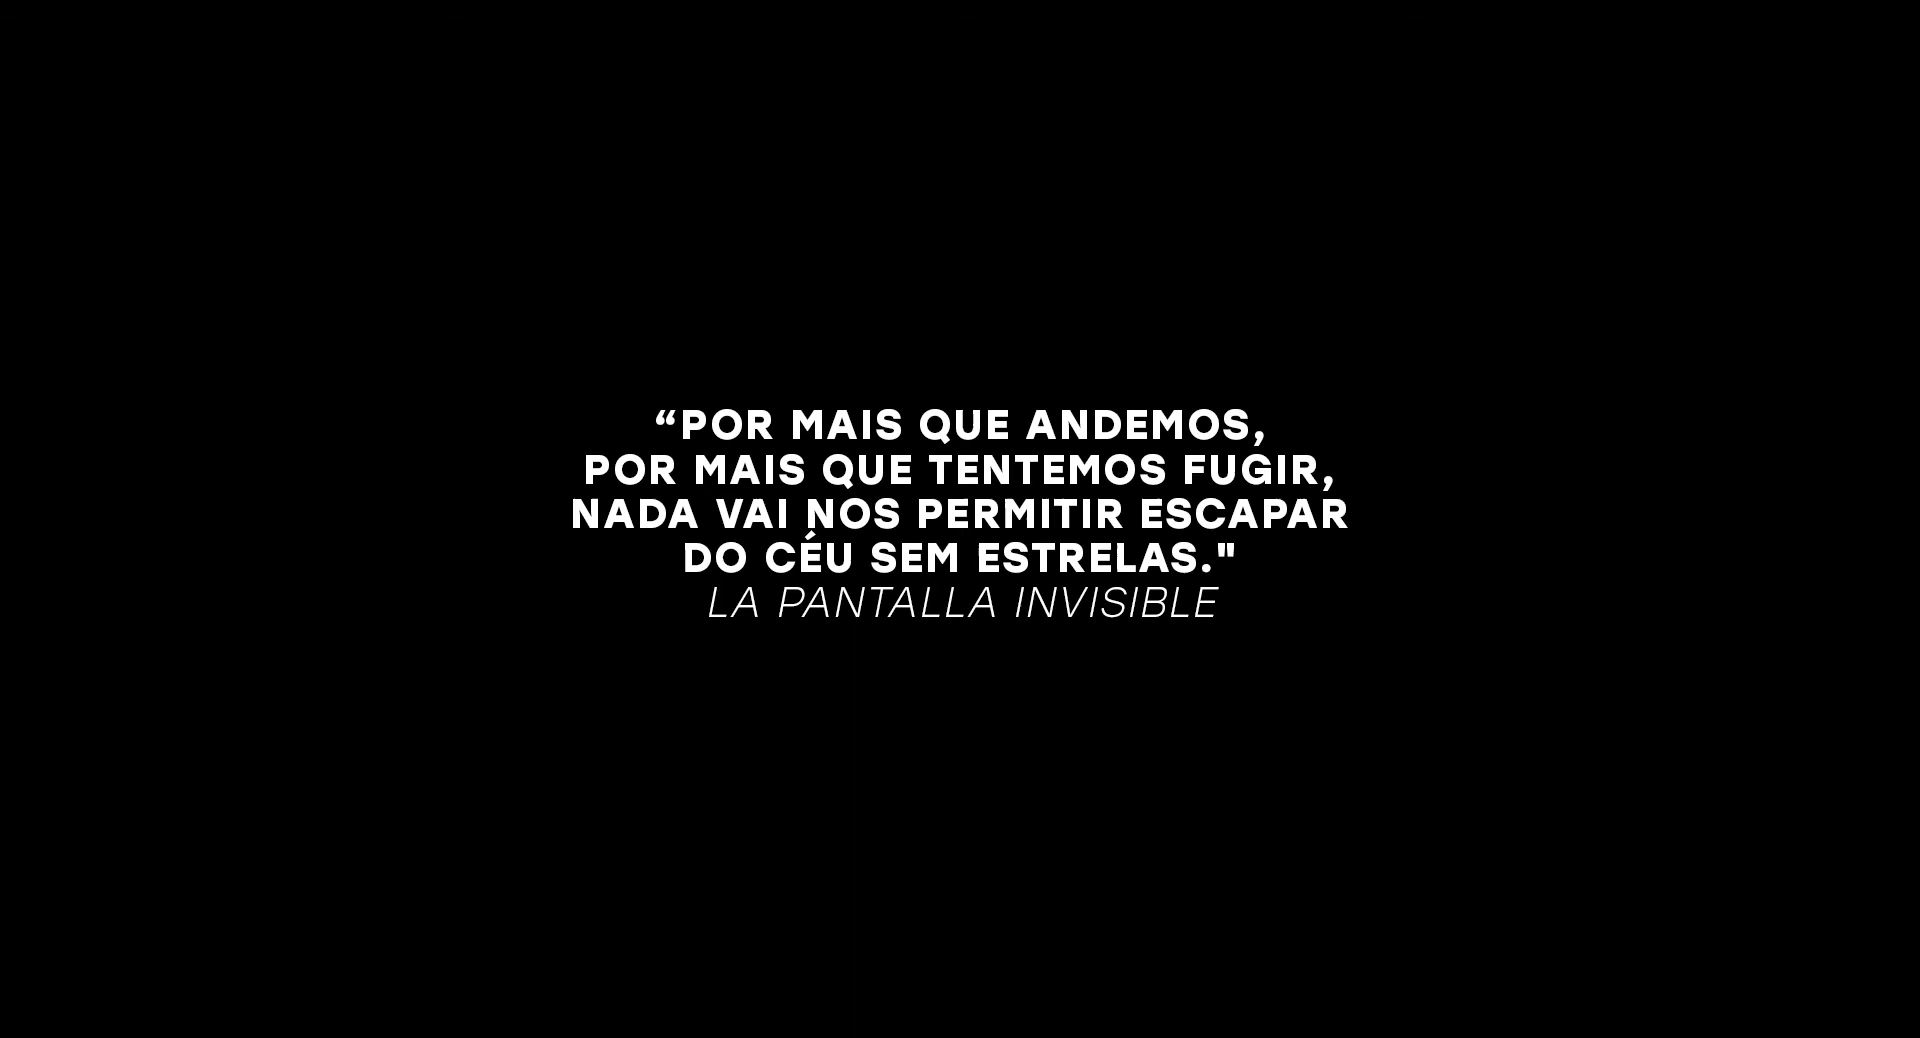 “POR MAIS QUE ANDEMOS,
POR MAIS QUE TENTEMOS FUGIR,
NADA VAI NOS PERMITIR ESCAPAR
DO CÉU SEM ESTRELAS."
LA PANTALLA INVISIBLE